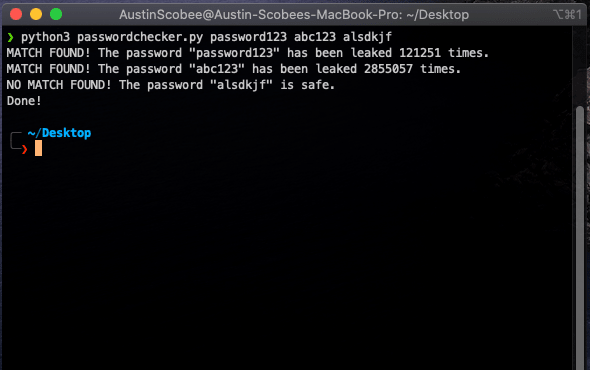 AustinScobee@Austin-Scobees-MacBook-Pro: ~/Desktop ⌥⌘1
❯ python3 passwordchecker.py password123 abc123 alsdkjf
MATCH FOUND! The password "password123" has been leaked 121251 times.
MATCH FOUND! The password "abc123" has been leaked 2855057 times.
NO MATCH FOUND! The password "alsdkjf" is safe.
Done!
~/Desktop
❯